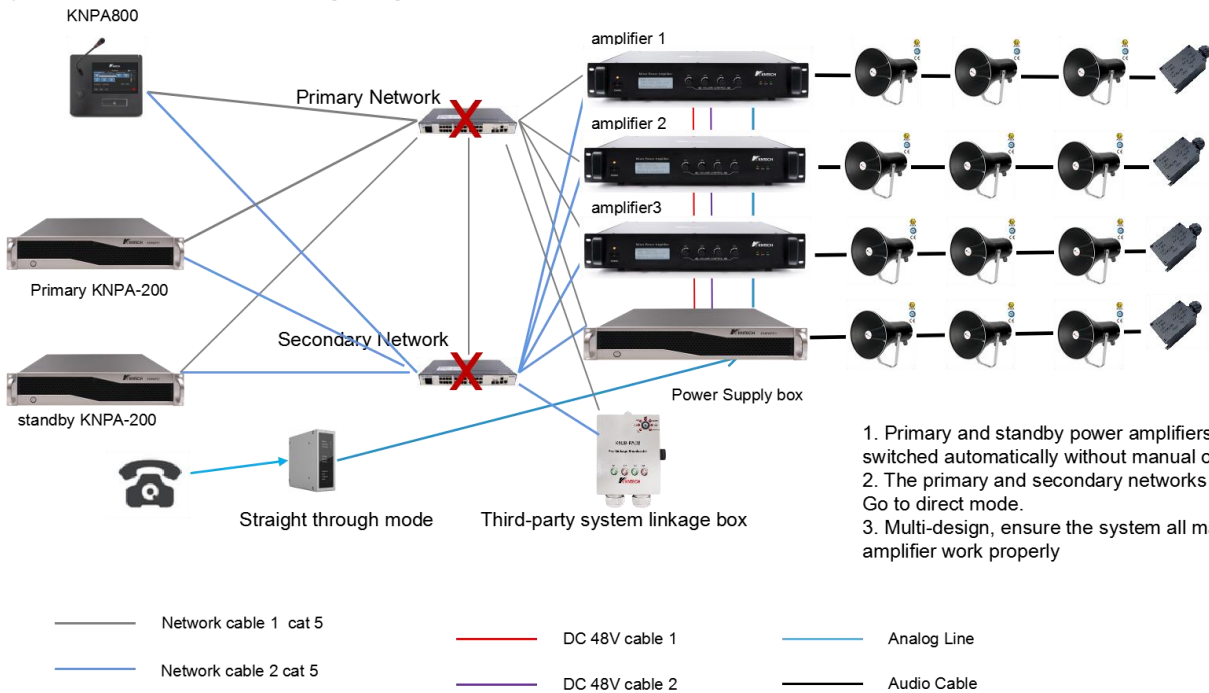 KNPA800
Primary Network
amplifier 1
amplifier 2
amplifier3
Primary KNPA-200
Secondary Network
standby KNPA-200
Power Supply box
Straight through mode
Third-party system linkage box
1. Primary and standby power amplifiers
switched automatically without manual
2. The primary and secondary networks
Go to direct mode.
3. Multi-design, ensure the system all
amplifier work properly
Network cable 1 cat 5
Network cable 2 cat 5
DC 48V cable 1
DC 48V cable 2
Analog Line
Audio Cable